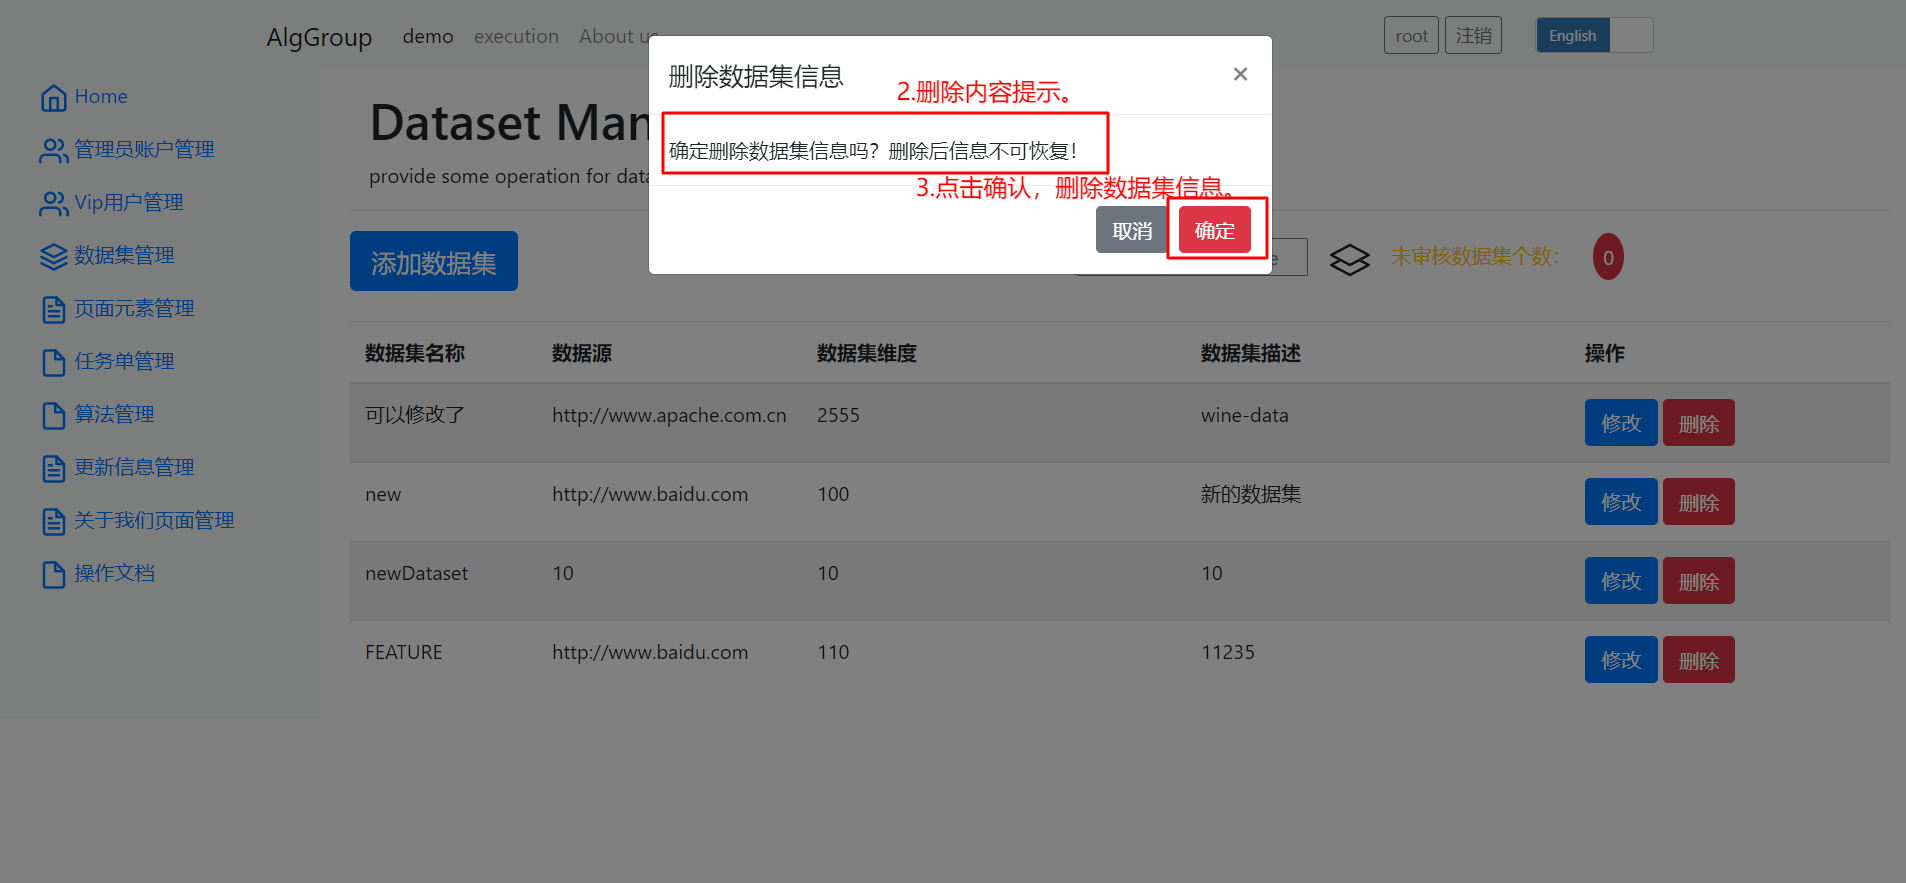 AlgGroup demo execution About us
root 注销 English
Home
管理员账户管理
Vip用户管理
数据集管理
页面元素管理
任务单管理
算法管理
更新信息管理
关于我们页面管理
操作文档
Dataset Man
provide some operation for data
删除数据集信息 ×
2.删除内容提示。
确定删除数据集信息吗？删除后信息不可恢复！
3.点击确认，删除数据集信息。
取消 确定
添加数据集
e
未审核数据集个数： 0
数据集名称 数据源 数据集维度 数据集描述 操作
可以修改了 http://www.apache.com.cn 2555 wine-data 修改 删除
new http://www.baidu.com 100 新的数据集 修改 删除
newDataset 10 10 10 修改 删除
FEATURE http://www.baidu.com 110 11235 修改 删除